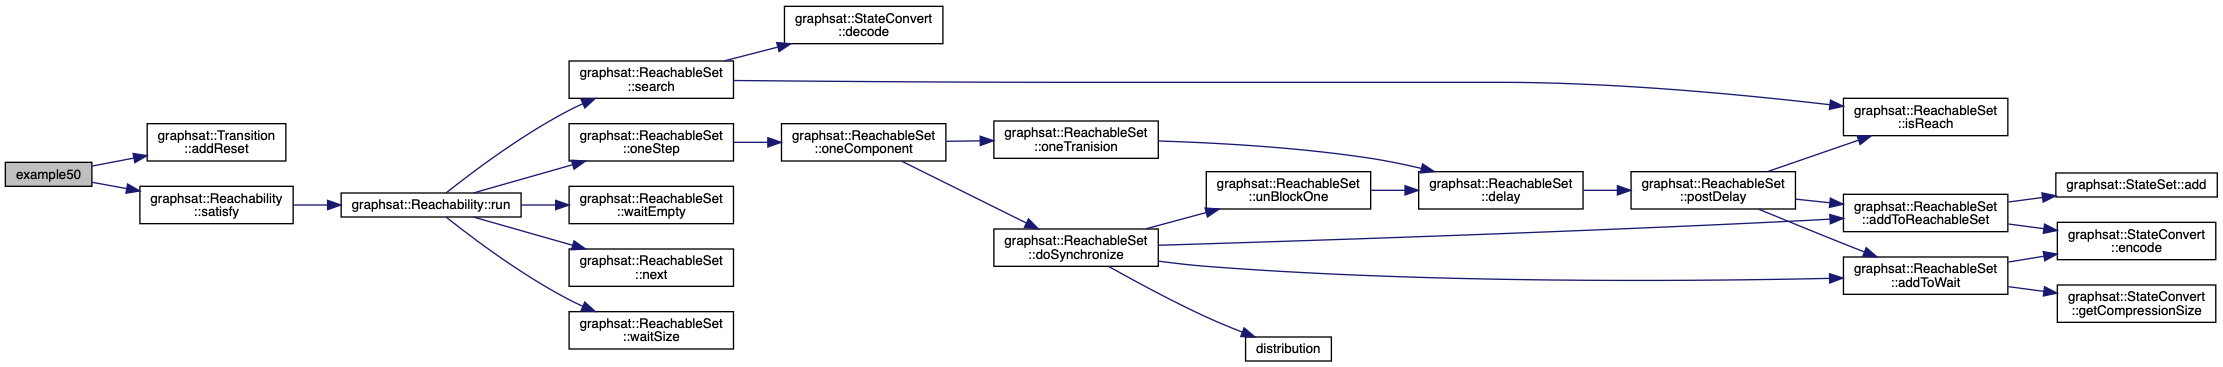 example50
graphsat::Transition
::addReset
graphsat::Reachability
::satisfy
graphsat::Reachability::run
graphsat::ReachableSet
::search
graphsat::ReachableSet
::oneStep
graphsat::ReachableSet
::waitEmpty
graphsat::ReachableSet
::next
graphsat::ReachableSet
::waitSize
graphsat::StateConvert
::decode
graphsat::ReachableSet
::oneComponent
graphsat::ReachableSet
::oneTranision
graphsat::ReachableSet
::doSynchronize
graphsat::ReachableSet
::unBlockOne
distribution
graphsat::ReachableSet
::delay
graphsat::ReachableSet
::postDelay
graphsat::ReachableSet
::isReach
graphsat::ReachableSet
::addToReachableSet
graphsat::ReachableSet
::addToWait
graphsat::StateSet::add
graphsat::StateConvert
::encode
graphsat::StateConvert
::getCompressionSize